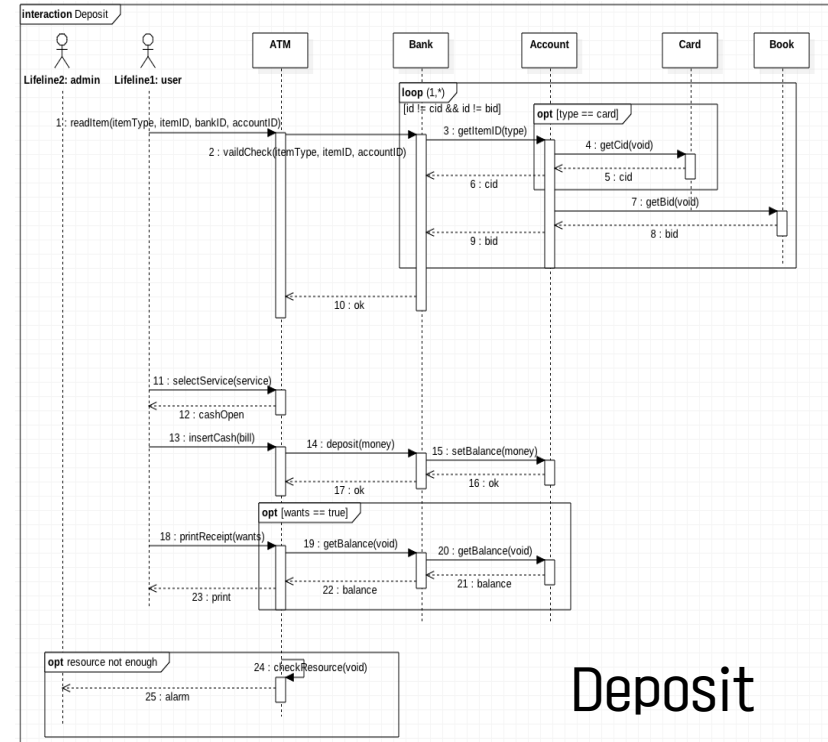 interaction Deposit
ATM
Bank
Account
Card
Book
Lifeline2: admin
Lifeline1: user
loop (1,*)
[id != cid && id != bid]
opt [type == card]
1 : readItem(itemType, itemID, bankID, accountID)
2 : vaildCheck(itemType, itemID, accountID)
3 : getItemID(type)
4 : getCid(void)
5 : cid
6 : cid
7 : getBid(void)
8 : bid
9 : bid
10 : ok
11 : selectService(service)
12 : cashOpen
13 : insertCash(bill)
14 : deposit(money)
15 : setBalance(money)
16 : ok
17 : ok
opt [wants == true]
18 : printReceipt(wants)
19 : getBalance(void)
20 : getBalance(void)
21 : balance
22 : balance
23 : print
opt resource not enough
24 : checkResource(void)
25 : alarm
Deposit